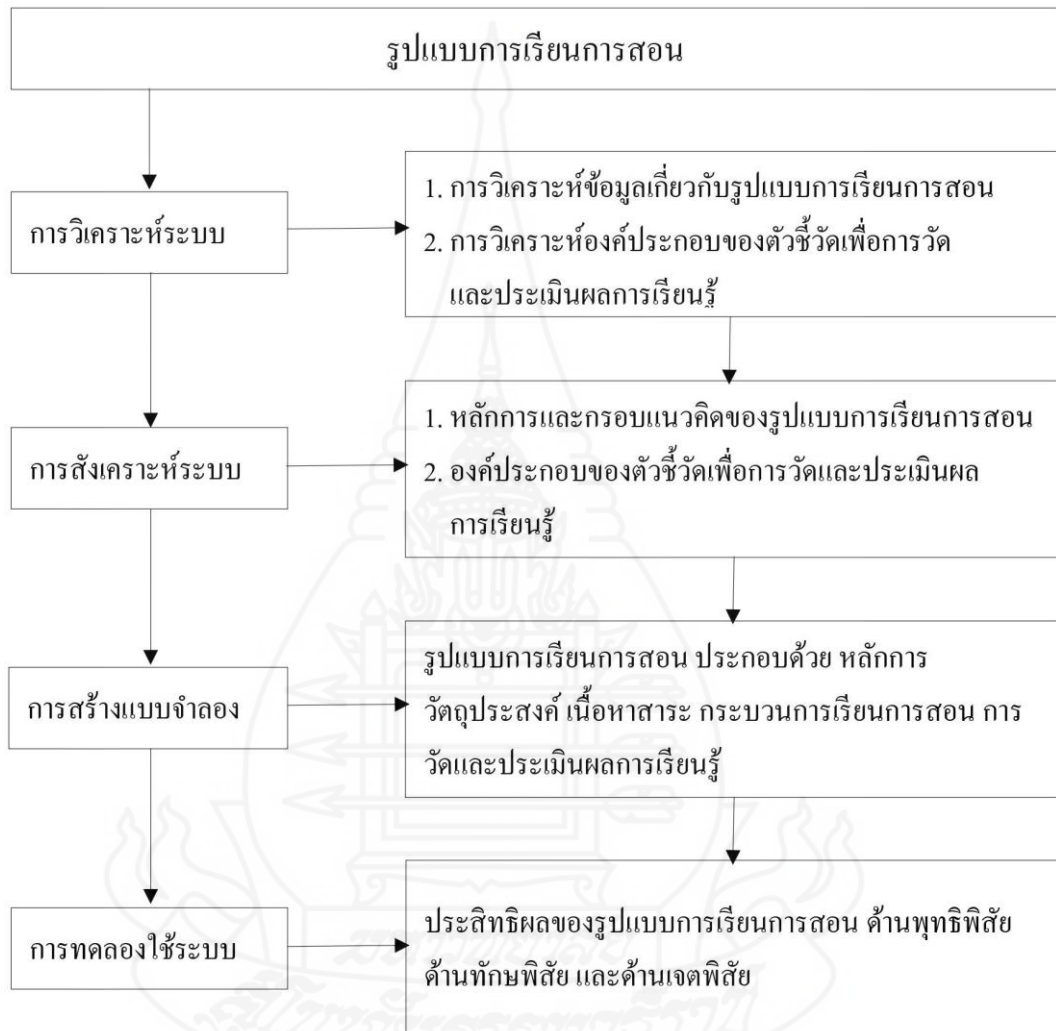 รูปแบบการเรียนการสอน
การวิเคราะห์ระบบ
1. การวิเคราะห์ข้อมูลเกี่ยวกับรูปแบบการเรียนการสอน
2. การวิเคราะห์องค์ประกอบของตัวชี้วัดเพื่อการวัด
และประเมินผลการเรียนรู้
การสังเคราะห์ระบบ
1. หลักการและกรอบแนวคิดของรูปแบบการเรียนการสอน
2. องค์ประกอบของตัวชี้วัดเพื่อการวัดและประเมินผล
การเรียนรู้
การสร้างแบบจำลอง
รูปแบบการเรียนการสอน ประกอบด้วย หลักการ
วัตถุประสงค์ เนื้อหาสาระ กระบวนการเรียนการสอน การ
วัดและประเมินผลการเรียนรู้
การทดลองใช้ระบบ
ประสิทธิผลของรูปแบบการเรียนการสอน ด้านพุทธิพิสัย
ด้านทักษพิสัย และด้านเจตพิสัย